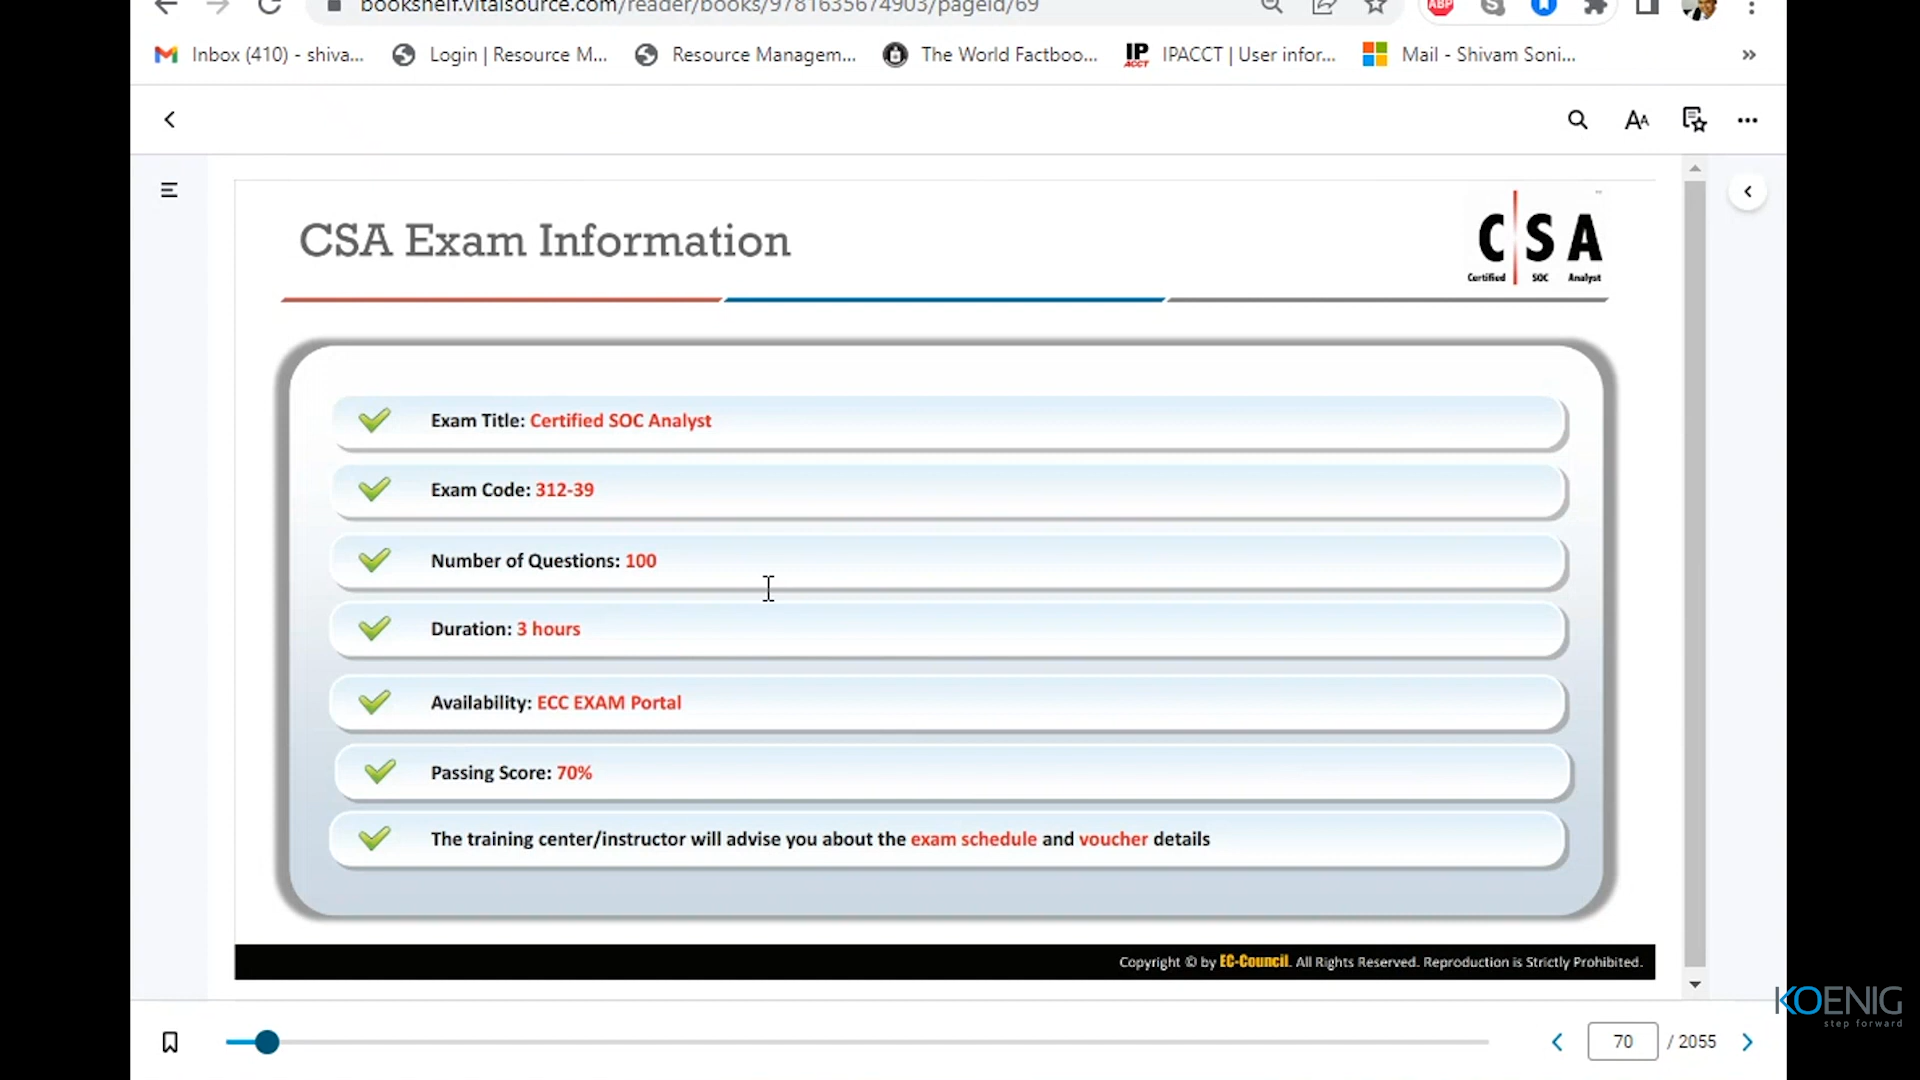 bookshelf.vitalsource.com/reader/books/9781635674903/pageid/69
ABP
Inbox (410) - shiva...
Login | Resource M...
Resource Managem...
The World Factboo...
IP
ACCT
IPACCT | User infor...
Mail - Shivam Soni...
»
AA
CSA Exam Information
CSA
Certified SOC Analyst
Exam Title: Certified SOC Analyst
Exam Code: 312-39
Number of Questions: 100
Duration: 3 hours
Availability: ECC EXAM Portal
Passing Score: 70%
The training center/instructor will advise you about the exam schedule and voucher details
Copyright © by EC-Council. All Rights Reserved. Reproduction is Strictly Prohibited.
KOENIG
step forward
70 / 2055